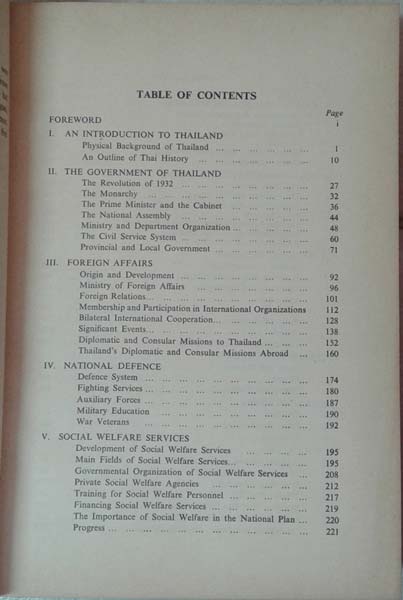 TABLE OF CONTENTS
Page
FOREWORD i
I. AN INTRODUCTION TO THAILAND
Physical Background of Thailand ... ... ... ... ... ... ... 1
An Outline of Thai History ... ... ... ... ... ... ... 10
II. THE GOVERNMENT OF THAILAND
The Revolution of 1932 ... ... ... ... ... ... ... ... 27
The Monarchy ... ... ... ... ... ... ... ... ... 32
The Prime Minister and the Cabinet ... ... ... ... ... ... 36
The National Assembly ... ... ... ... ... ... ... ... 44
Ministry and Department Organization ... ... ... ... ... ... 48
The Civil Service System ... ... ... ... ... ... ... ... 60
Provincial and Local Government ... ... ... ... ... ... 71
III. FOREIGN AFFAIRS
Origin and Development ... ... ... ... ... ... ... ... 92
Ministry of Foreign Affairs ... ... ... ... ... ... ... 96
Foreign Relations... ... ... ... ... ... ... ... ... 101
Membership and Participation in International Organizations 112
Bilateral International Cooperation... ... ... ... ... ... 128
Significant Events... ... ... ... ... ... ... ... ... 138
Diplomatic and Consular Missions to Thailand ... ... ... 152
Thailand's Diplomatic and Consular Missions Abroad ... 160
IV. NATIONAL DEFENCE
Defence System ... ... ... ... ... ... ... ... ... 174
Fighting Services ... ... ... ... ... ... ... ... ... 180
Auxiliary Forces ... ... ... ... ... ... ... ... ... 187
Military Education ... ... ... ... ... ... ... ... 190
War Veterans ... ... ... ... ... ... ... ... ... 192
V. SOCIAL WELFARE SERVICES
Development of Social Welfare Services ... ... ... ... 195
Main Fields of Social Welfare Services... ... ... ... ... 195
Governmental Organization of Social Welfare Services ... 208
Private Social Welfare Agencies ... ... ... ... ... ... 212
Training for Social Welfare Personnel ... ... ... ... ... 217
Financing Social Welfare Services ... ... ... ... ... ... 219
The Importance of Social Welfare in the National Plan ... 220
Progress ... ... ... ... ... ... ... ... ... ... 221